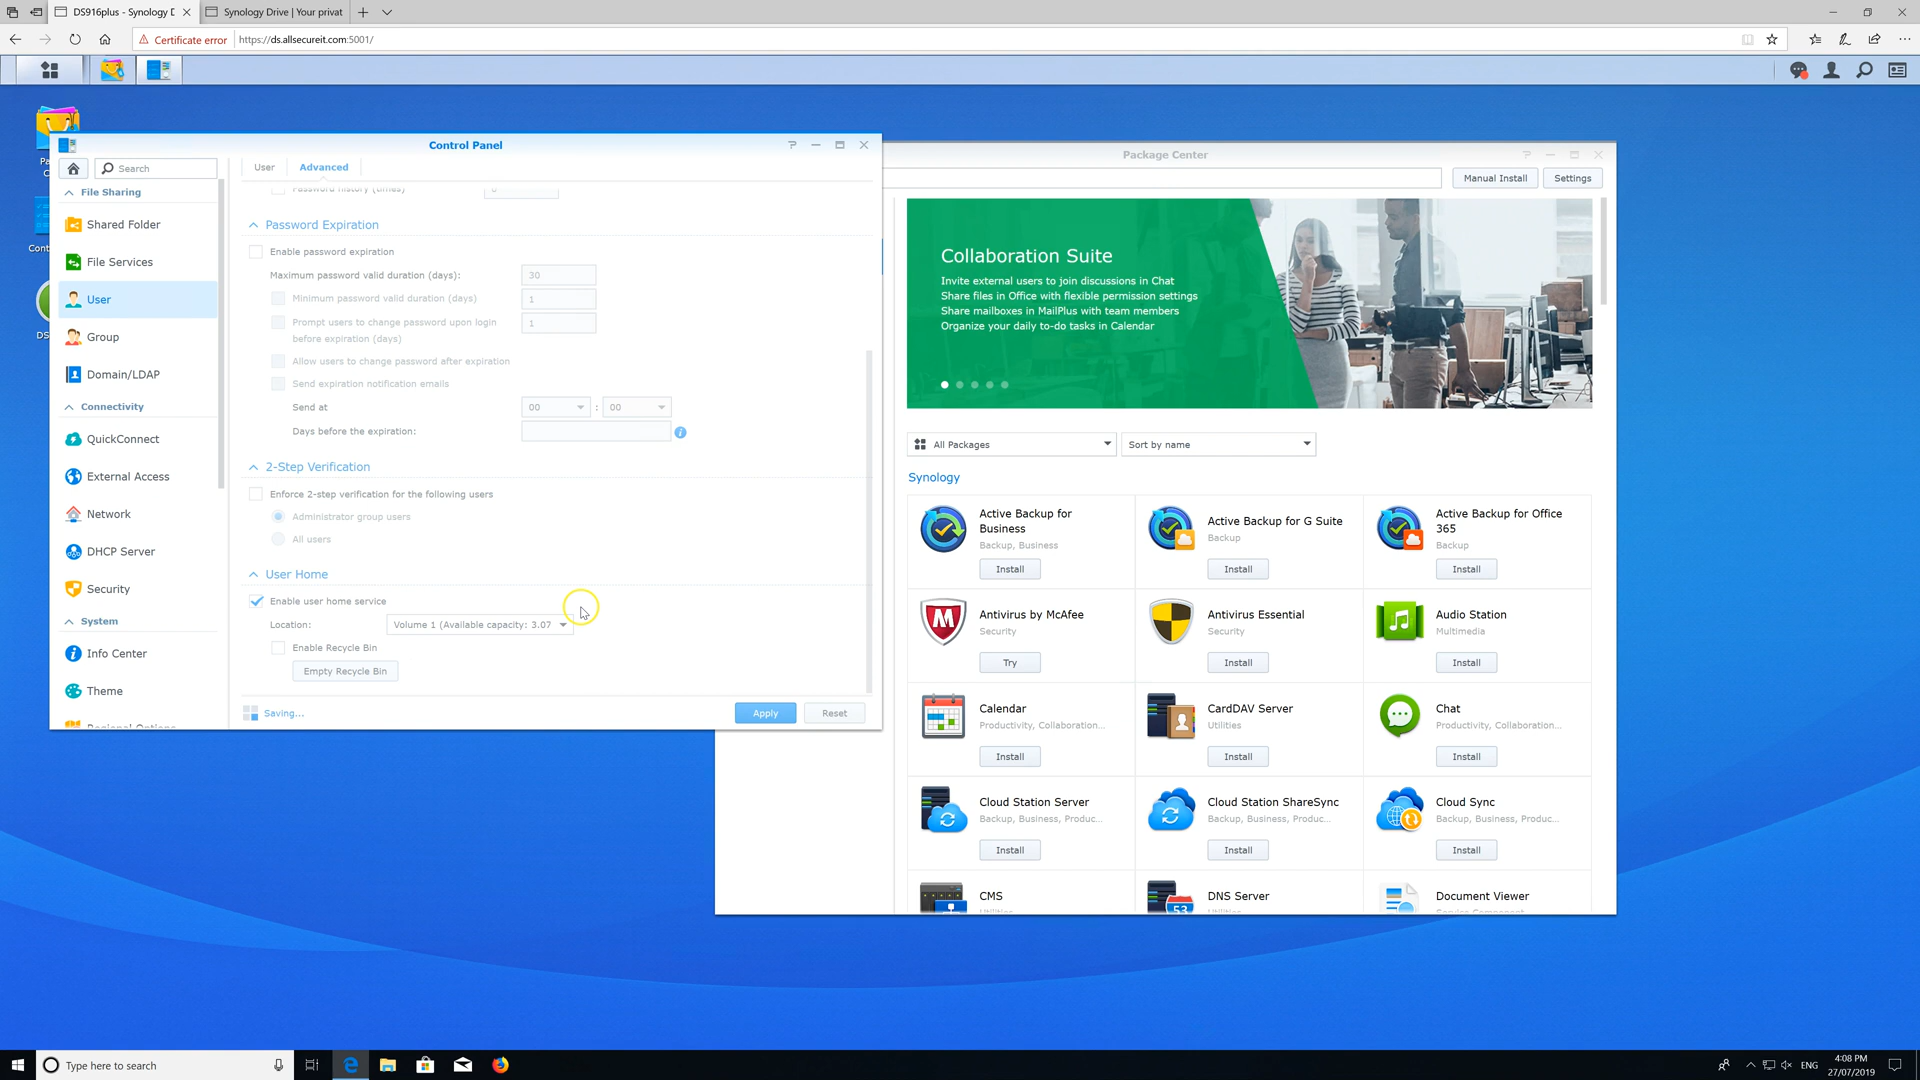 DS916plus - Synology D
Synology Drive | Your privat
Certificate error
https://ds.allsecureit.com:5001/
Control Panel
Search
User
Advanced
File Sharing
Shared Folder
File Services
User
Group
Domain/LDAP
Connectivity
QuickConnect
External Access
Network
DHCP Server
Security
System
Info Center
Theme
Regional Options
Password history (times)
Password Expiration
Enable password expiration
Maximum password valid duration (days):
30
Minimum password valid duration (days)
1
Prompt users to change password upon login
before expiration (days)
1
Allow users to change password after expiration
Send expiration notification emails
Send at
00
:
00
Days before the expiration:
2-Step Verification
Enforce 2-step verification for the following users
Administrator group users
All users
User Home
Enable user home service
Location:
Volume 1 (Available capacity: 3.07
Enable Recycle Bin
Empty Recycle Bin
Saving...
Apply
Reset
Package Center
Manual Install
Settings
Collaboration Suite
Invite external users to join discussions in Chat
Share files in Office with flexible permission settings
Share mailboxes in MailPlus with team members
Organize your daily to-do tasks in Calendar
All Packages
Sort by name
Synology
Active Backup for
Business
Backup, Business
Install
Active Backup for G Suite
Backup
Install
Active Backup for Office
365
Backup
Install
Antivirus by McAfee
Security
Try
Antivirus Essential
Security
Install
Audio Station
Multimedia
Install
Calendar
Productivity, Collaboration...
Install
CardDAV Server
Utilities
Install
Chat
Productivity, Collaboration...
Install
Cloud Station Server
Backup, Business, Produc...
Install
Cloud Station ShareSync
Backup, Business, Produc...
Install
Cloud Sync
Backup, Business, Produc...
Install
CMS
Utilities
DNS Server
53
Utilities
Document Viewer
Service Component
Type here to search
ENG
4:08 PM
27/07/2019